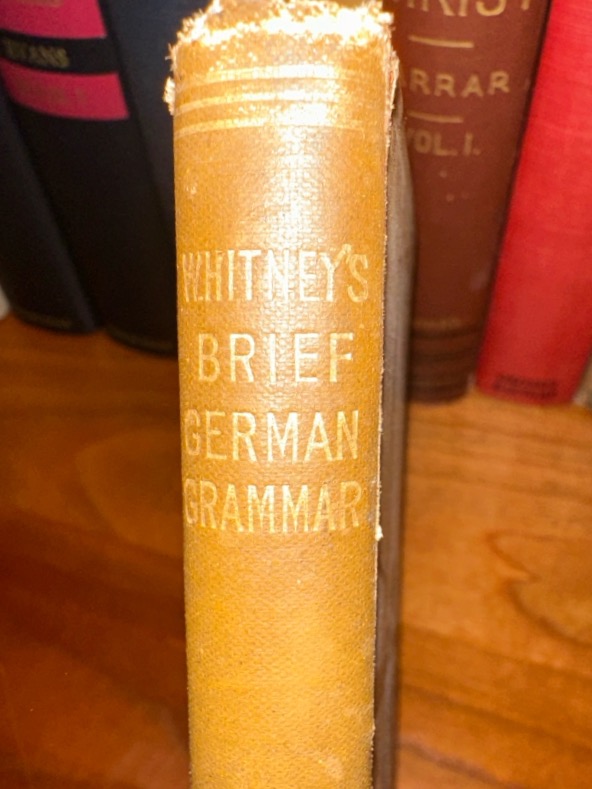 WHITNEY'S
BRIEF
GERMAN
GRAMMAR
VOL. I.